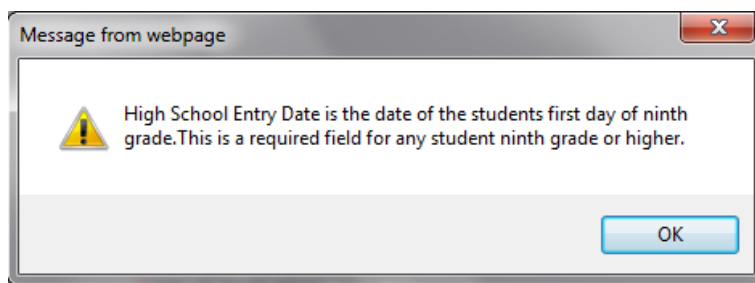 Message from webpage
High School Entry Date is the date of the students first day of ninth
grade.This is a required field for any student ninth grade or higher.
OK